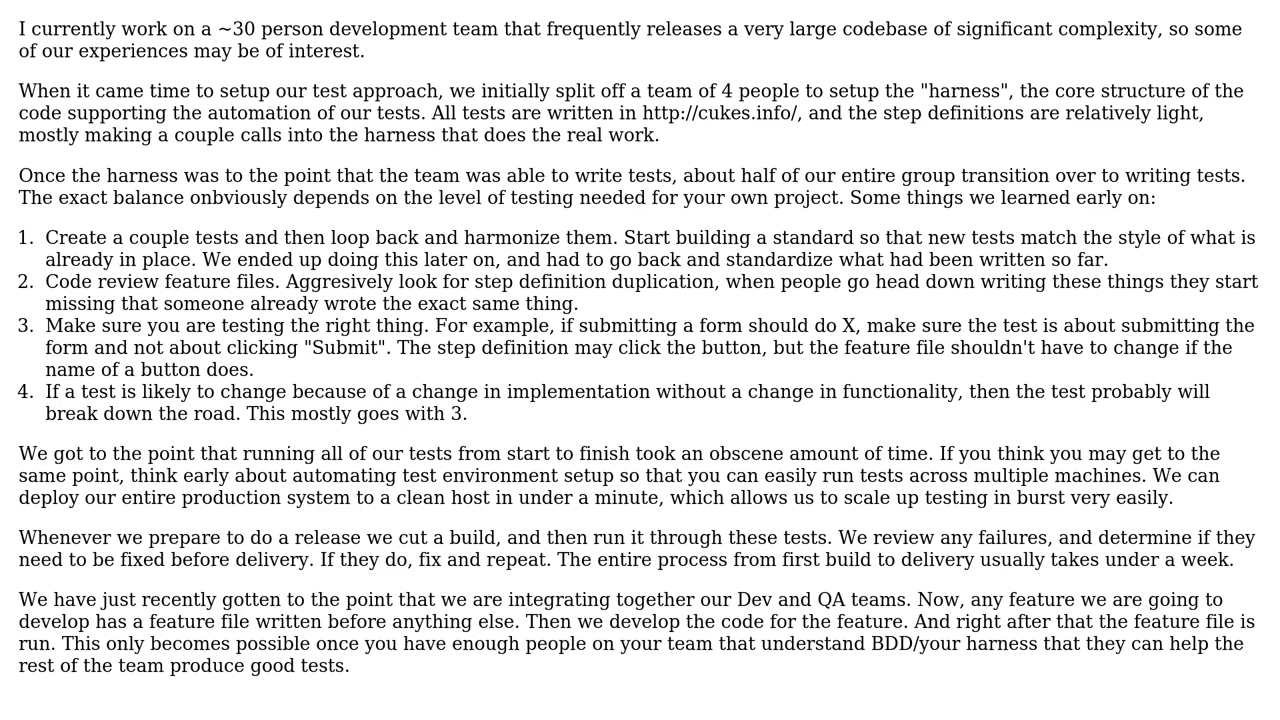 I currently work on a ~30 person development team that frequently releases a very large codebase of significant complexity, so some
of our experiences may be of interest.
When it came time to setup our test approach, we initially split off a team of 4 people to setup the "harness", the core structure of the
code supporting the automation of our tests. All tests are written in http://cukes.info/, and the step definitions are relatively light,
mostly making a couple calls into the harness that does the real work.
Once the harness was to the point that the team was able to write tests, about half of our entire group transition over to writing tests.
The exact balance onbviously depends on the level of testing needed for your own project. Some things we learned early on:
1. Create a couple tests and then loop back and harmonize them. Start building a standard so that new tests match the style of what is
already in place. We ended up doing this later on, and had to go back and standardize what had been written so far.
2. Code review feature files. Aggresively look for step definition duplication, when people go head down writing these things they start
missing that someone already wrote the exact same thing.
3. Make sure you are testing the right thing. For example, if submitting a form should do X, make sure the test is about submitting the
form and not about clicking "Submit". The step definition may click the button, but the feature file shouldn't have to change if the
name of a button does.
4. If a test is likely to change because of a change in implementation without a change in functionality, then the test probably will
break down the road. This mostly goes with 3.
We got to the point that running all of our tests from start to finish took an obscene amount of time. If you think you may get to the
same point, think early about automating test environment setup so that you can easily run tests across multiple machines. We can
deploy our entire production system to a clean host in under a minute, which allows us to scale up testing in burst very easily.
Whenever we prepare to do a release we cut a build, and then run it through these tests. We review any failures, and determine if they
need to be fixed before delivery. If they do, fix and repeat. The entire process from first build to delivery usually takes under a week.
We have just recently gotten to the point that we are integrating together our Dev and QA teams. Now, any feature we are going to
develop has a feature file written before anything else. Then we develop the code for the feature. And right after that the feature file is
run. This only becomes possible once you have enough people on your team that understand BDD/your harness that they can help the
rest of the team produce good tests.